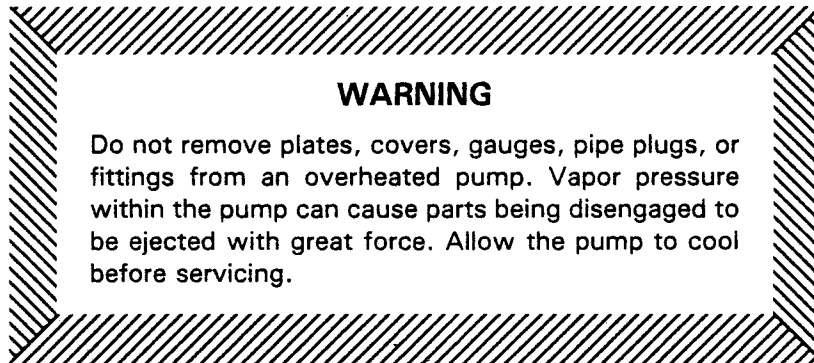 WARNING
Do not remove plates, covers, gauges, pipe plugs, or
fittings from an overheated pump. Vapor pressure
within the pump can cause parts being disengaged to
be ejected with great force. Allow the pump to cool
before servicing.